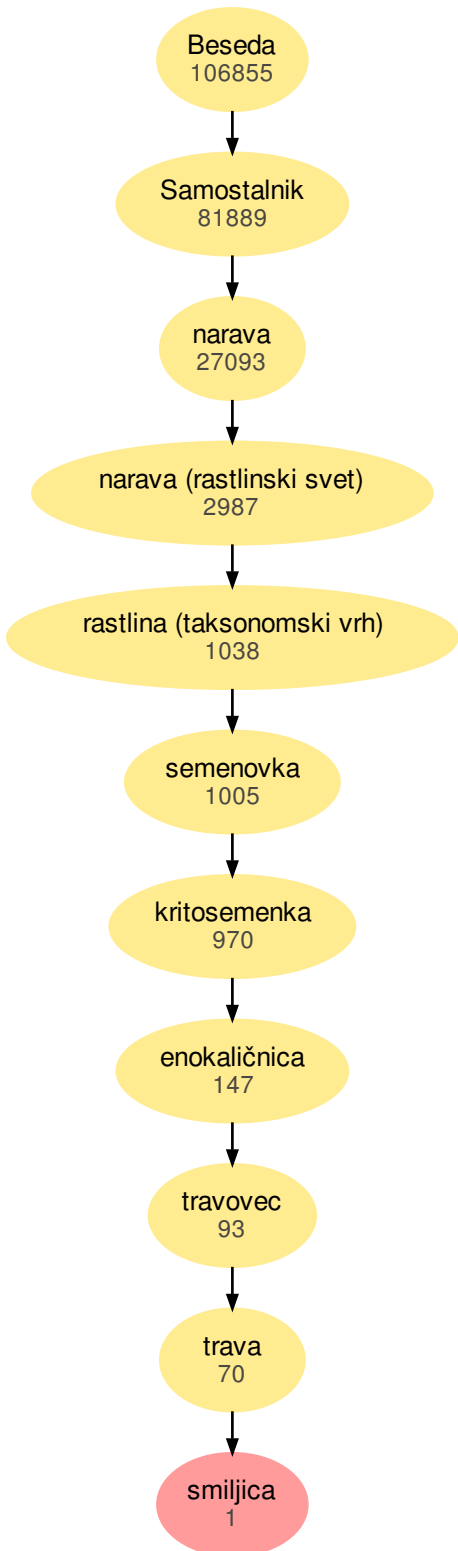 Beseda
106855
Samostalnik
81889
narava
27093
narava (rastlinski svet)
2987
rastlina (taksonomski vrh)
1038
semenovka
1005
kritosemenka
970
enokaličnica
147
travovec
93
trava
70
smiljica
1